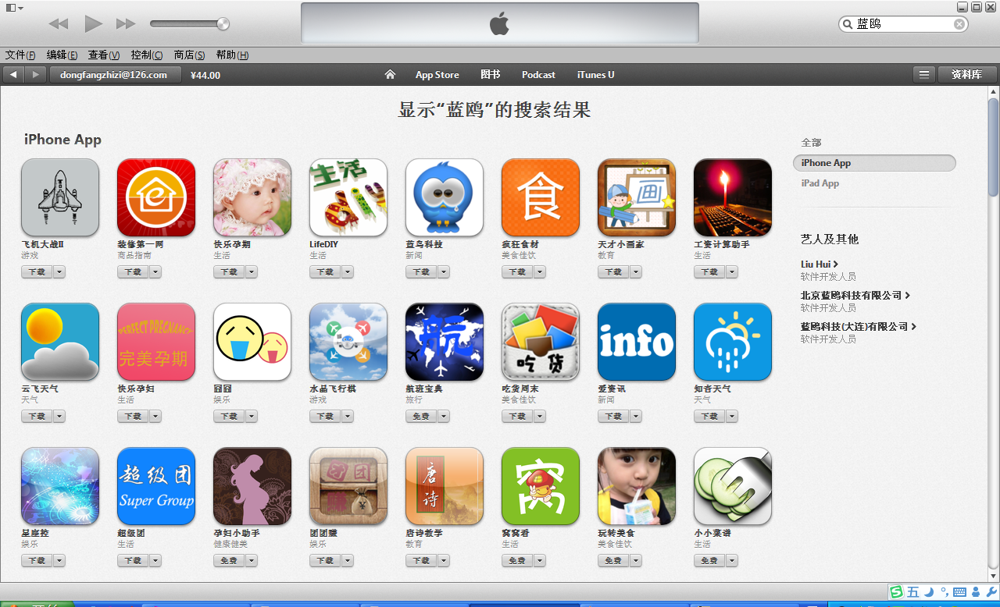 蓝鸥
文件(F) 编辑(E) 查看(V) 控制(C) 商店(S) 帮助(H)
dongfangzhizi@126.com ¥44.00 App Store 图书 Podcast iTunes U 资料库
显示“蓝鸥”的搜索结果
iPhone App
全部
iPhone App
iPad App
艺人及其他
Liu Hui
软件开发人员
北京蓝鸥科技有限公司
软件开发人员
蓝鸥科技(大连)有限公司
软件开发人员
e 生活 diy 食 画
飞机大战II 装修第一网 快乐孕期 LifeDIY 蓝鸟科技 疯狂食材 天才小画家 工资计算助手
游戏 商品指南 生活 生活 新闻 美食佳饮 教育 生活
下载 下载 下载 下载 下载 下载 下载 下载
PERFECT PREGNANCY
完美孕期 航 吃货 info
云飞天气 快乐孕妇 囧囧 水晶飞行棋 航班宝典 吃货周末 爱资讯 知音天气
天气 生活 娱乐 游戏 旅行 美食佳饮 新闻 天气
下载 下载 下载 下载 免费 下载 下载 下载
超级团
Super Group
团团赚
唐诗
窝
星座控 超级团 孕妇小助手 团团赚 唐诗教学 窝窝看 玩转美食 小小菜谱
娱乐 生活 健康健美 娱乐 教育 生活 美食佳饮 生活
下载 下载 免费 下载 下载 免费 免费 免费
五